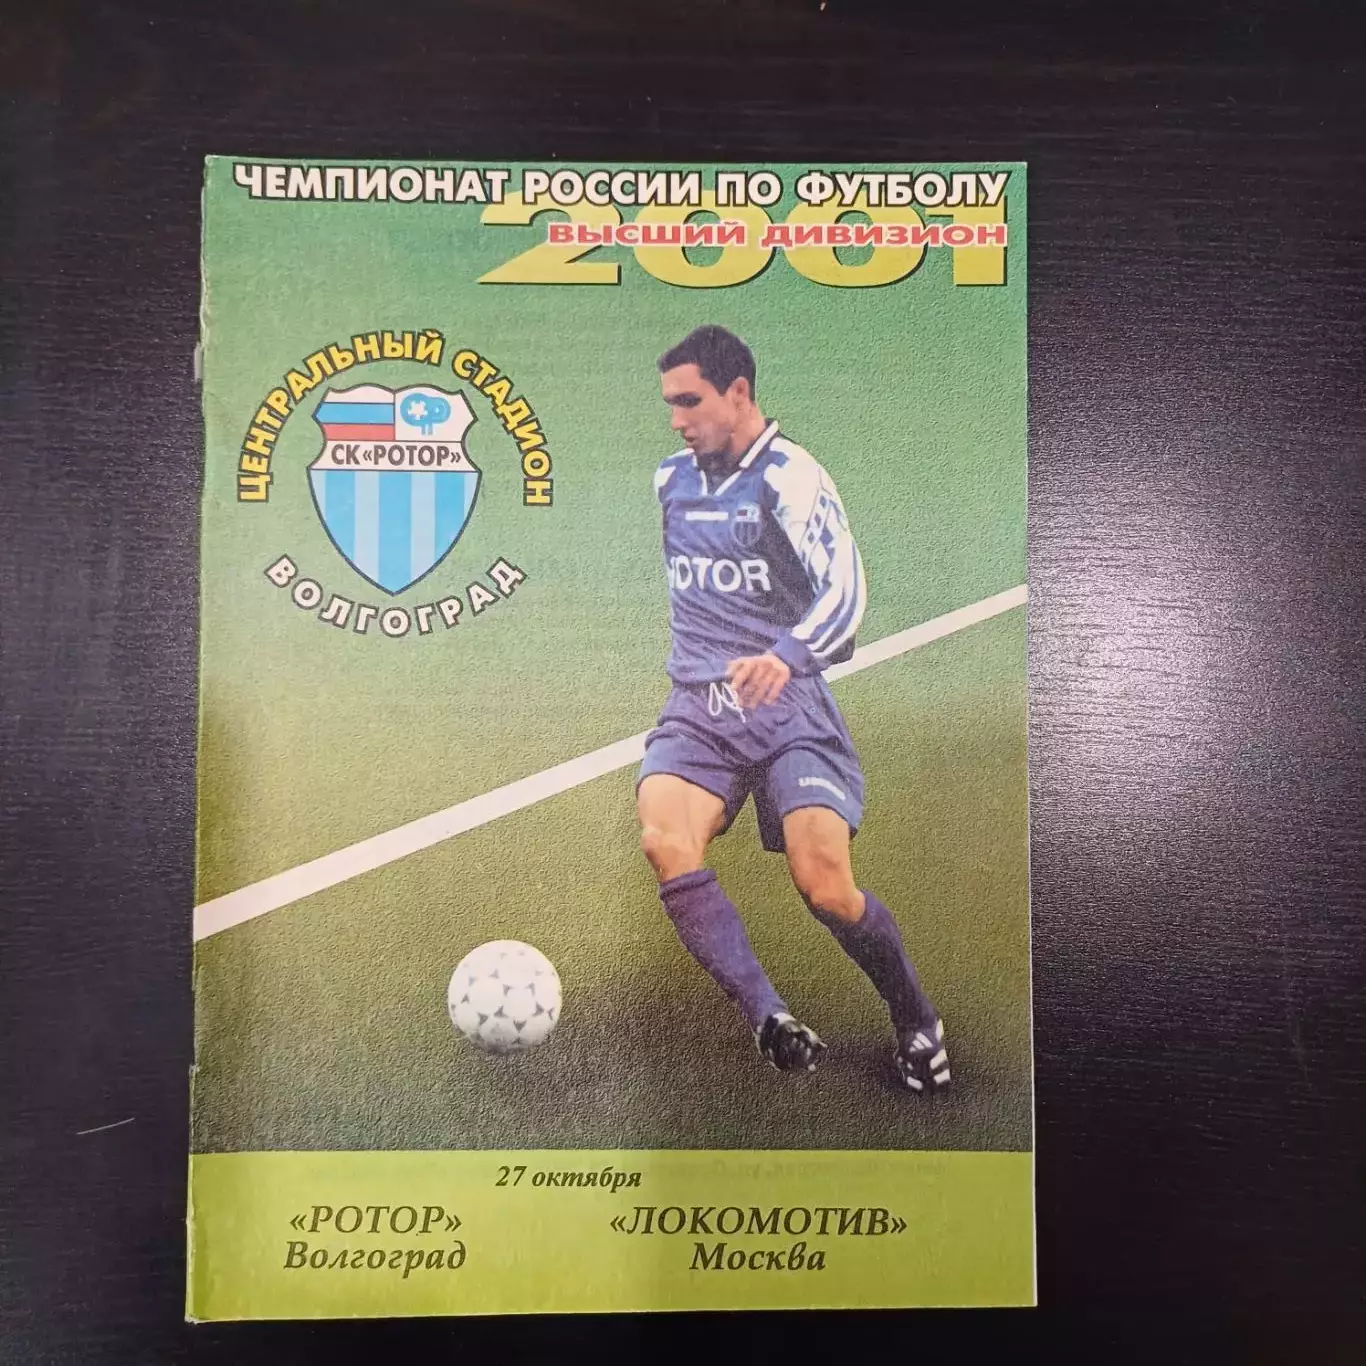 ЧЕМПИОНАТ РОССИИ ПО ФУТБОЛУ
2001
ВЫСШИЙ ДИВИЗИОН
ЦЕНТРАЛЬНЫЙ СТАДИОН
СК «РОТОР»
ВОЛГОГРАД
ROTOR
umbro
27 октября
«РОТОР» «ЛОКОМОТИВ»
Волгоград Москва